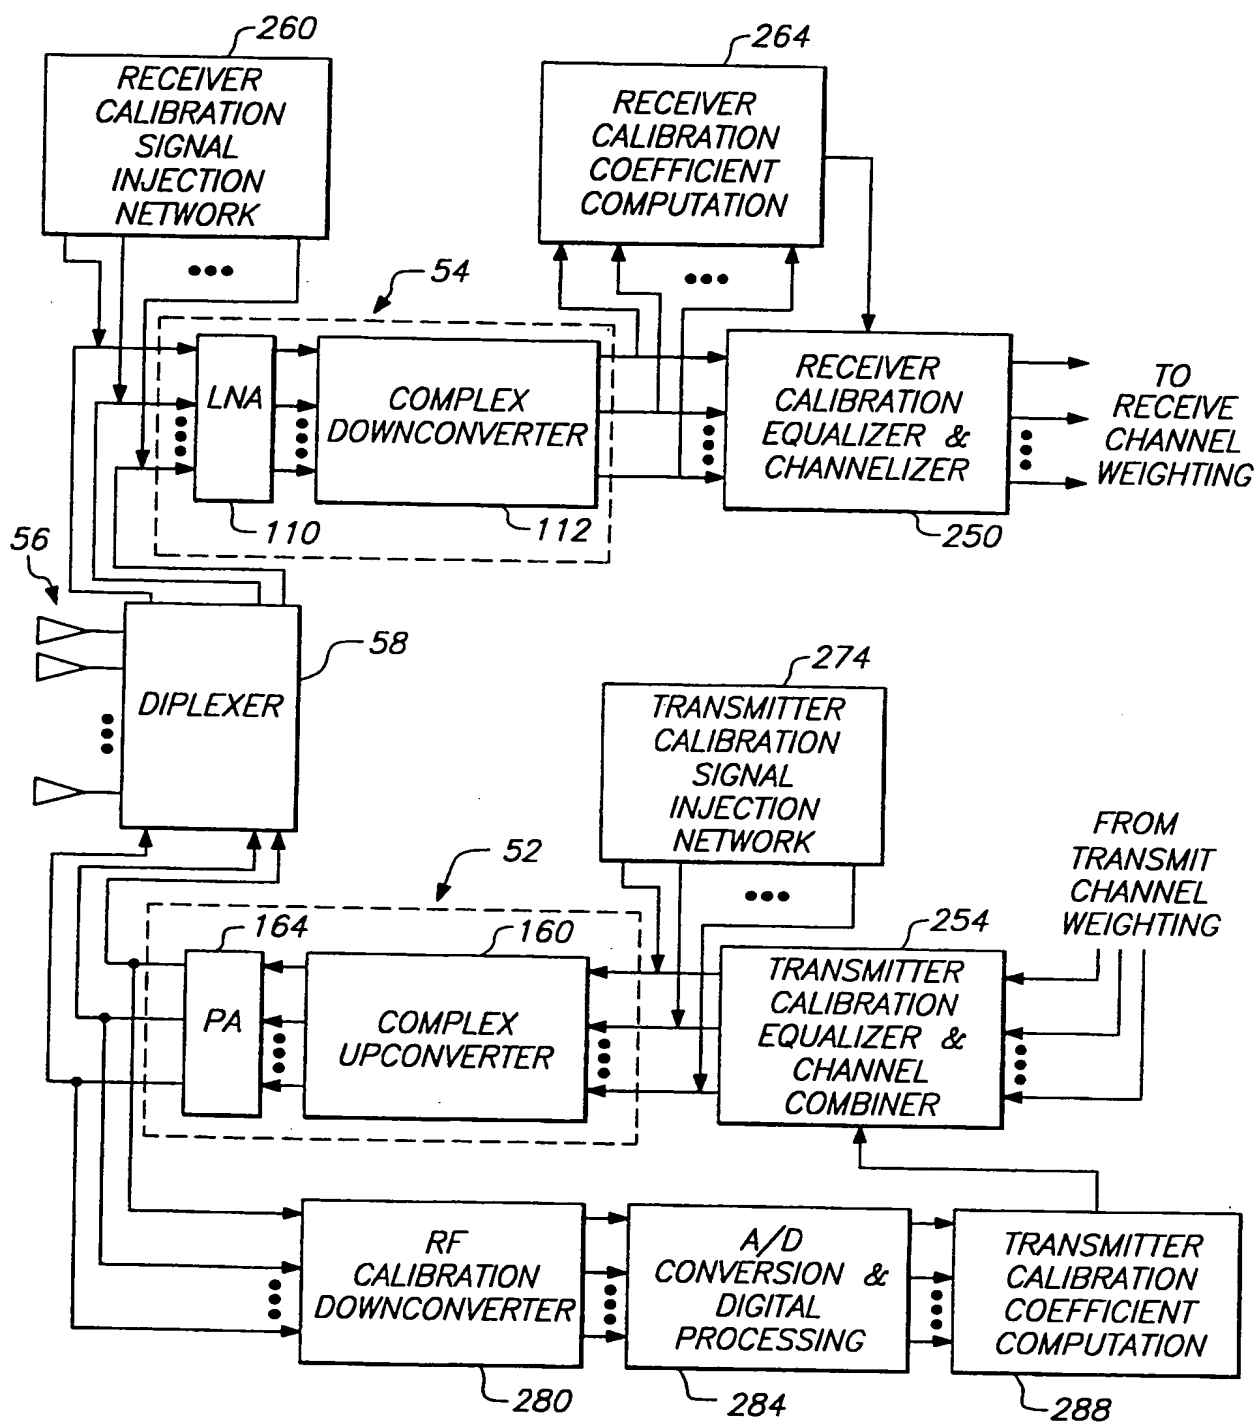 260
RECEIVER
CALIBRATION
SIGNAL
INJECTION
NETWORK
264
RECEIVER
CALIBRATION
COEFFICIENT
COMPUTATION
54
LNA
COMPLEX
DOWNCONVERTER
RECEIVER
CALIBRATION
EQUALIZER &
CHANNELIZER
TO
RECEIVE
CHANNEL
WEIGHTING
110
112
250
56
58
DIPLEXER
274
TRANSMITTER
CALIBRATION
SIGNAL
INJECTION
NETWORK
FROM
TRANSMIT
CHANNEL
WEIGHTING
52
164
160
254
PA
COMPLEX
UPCONVERTER
TRANSMITTER
CALIBRATION
EQUALIZER &
CHANNEL
COMBINER
RF
CALIBRATION
DOWNCONVERTER
A/D
CONVERSION &
DIGITAL
PROCESSING
TRANSMITTER
CALIBRATION
COEFFICIENT
COMPUTATION
280
284
288